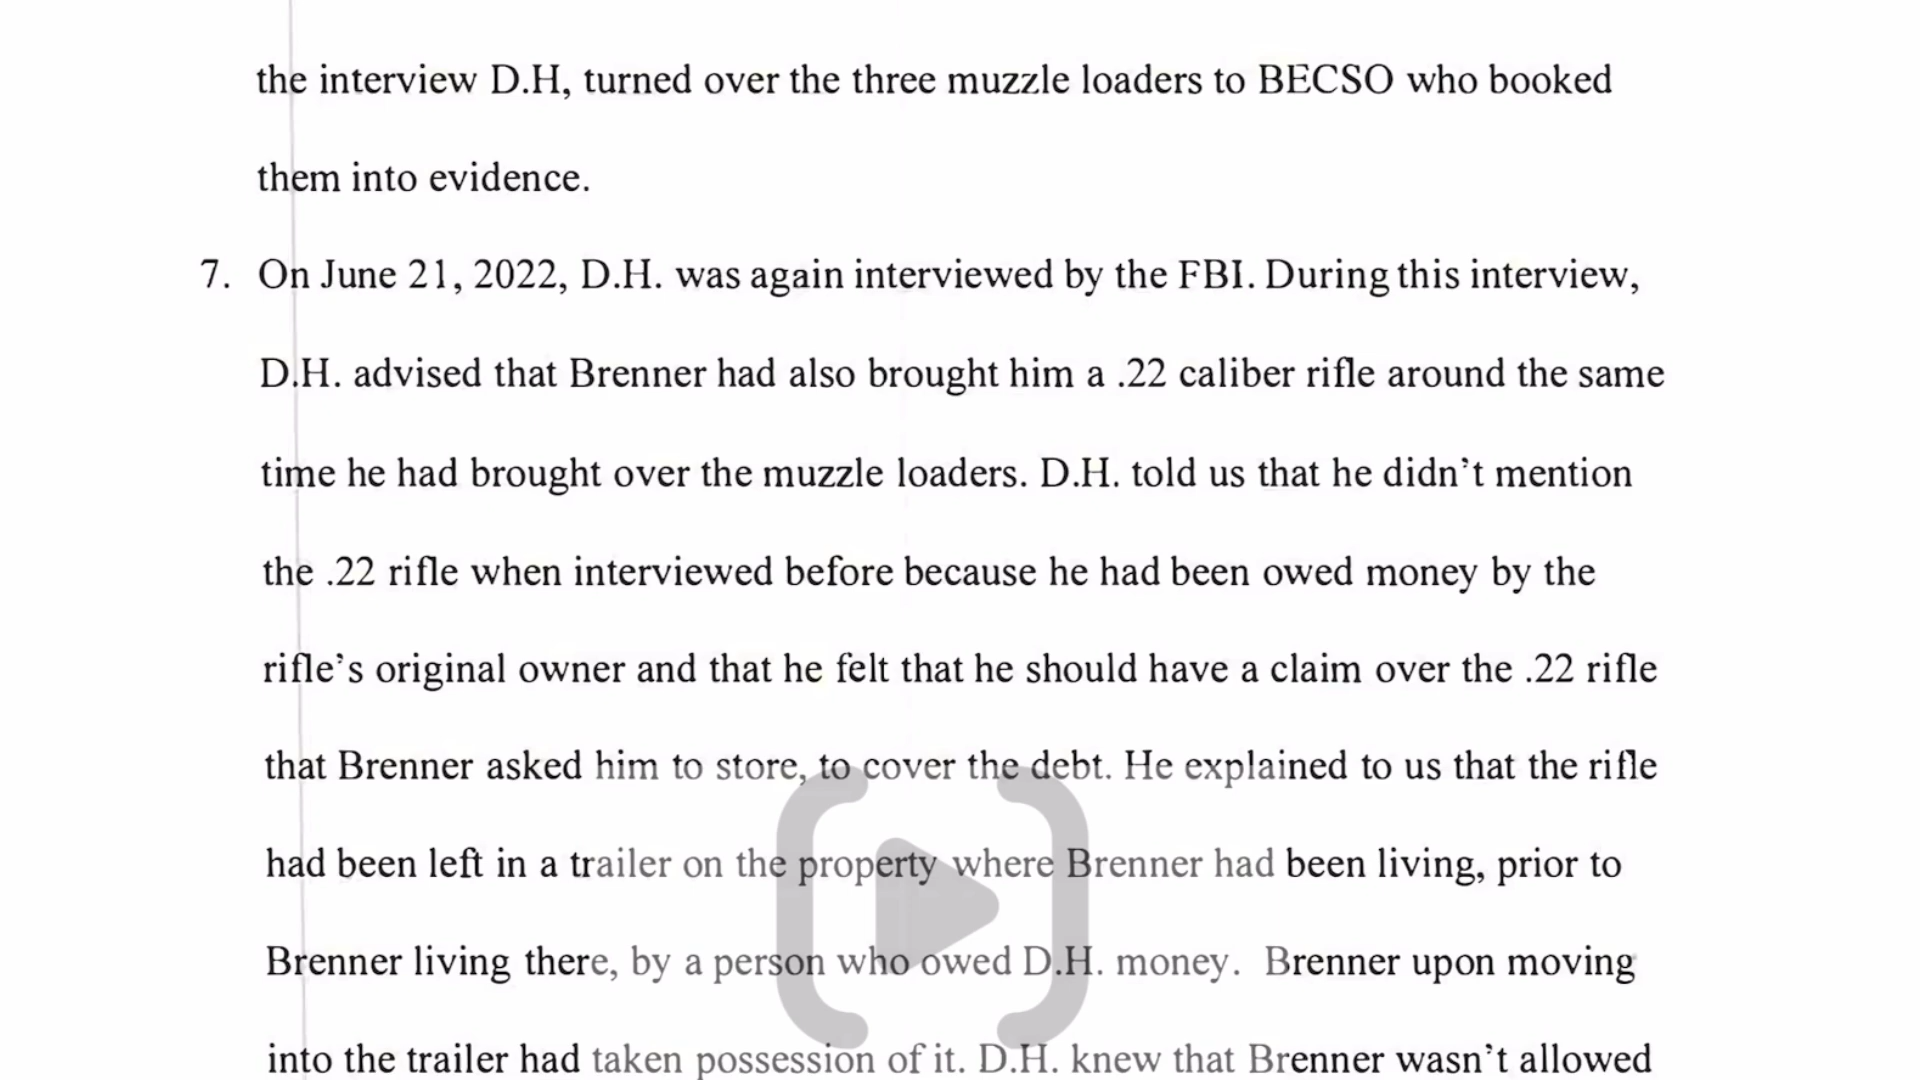 the interview D.H, turned over the three muzzle loaders to BECSO who booked
them into evidence.
7. On June 21, 2022, D.H. was again interviewed by the FBI. During this interview,
D.H. advised that Brenner had also brought him a .22 caliber rifle around the same
time he had brought over the muzzle loaders. D.H. told us that he didn't mention
the .22 rifle when interviewed before because he had been owed money by the
rifle's original owner and that he felt that he should have a claim over the .22 rifle
that Brenner asked him to store, to cover the debt. He explained to us that the rifle
had been left in a trailer on the property where Brenner had been living, prior to
Brenner living there, by a person who owed D.H. money. Brenner upon moving
into the trailer had taken possession of it. D.H. knew that Brenner wasn't allowed